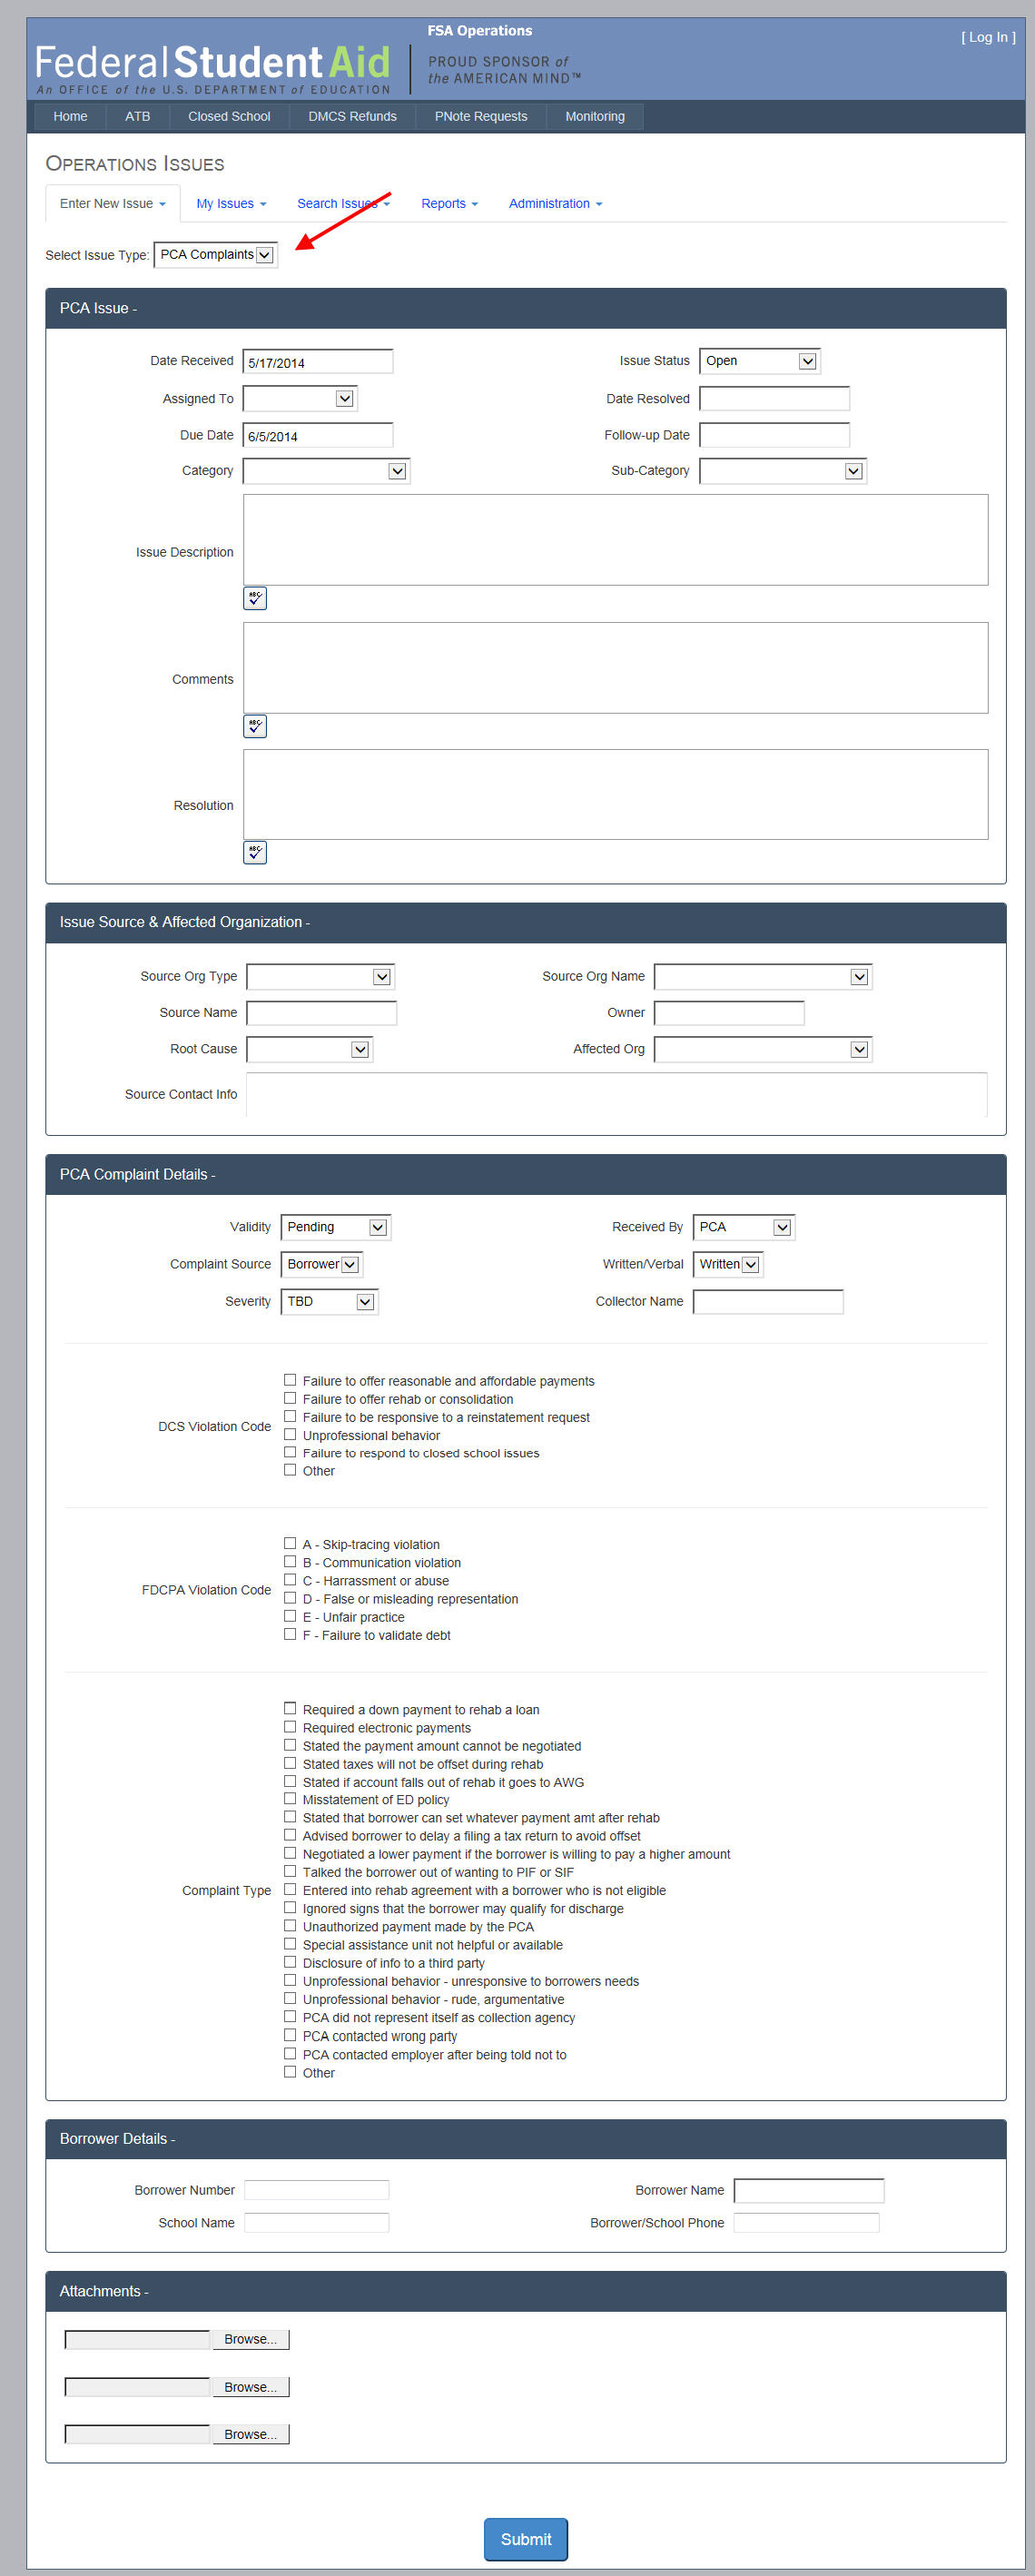 FSA Operations
[ Log In ]
Federal Student Aid
PROUD SPONSOR of
the AMERICAN MIND™
An OFFICE of the U.S. DEPARTMENT of EDUCATION
Home ATB Closed School DMCS Refunds PNote Requests Monitoring
OPERATIONS ISSUES
Enter New Issue My Issues Search Issues Reports Administration
Select Issue Type: PCA Complaints
PCA Issue -
Date Received 5/17/2014 Issue Status Open
Assigned To Date Resolved
Due Date 6/5/2014 Follow-up Date
Category Sub-Category
Issue Description
ABC
Comments
ABC
Resolution
ABC
Issue Source & Affected Organization -
Source Org Type Source Org Name
Source Name Owner
Root Cause Affected Org
Source Contact Info
PCA Complaint Details -
Validity Pending Received By PCA
Complaint Source Borrower Written/Verbal Written
Severity TBD Collector Name
DCS Violation Code
Failure to offer reasonable and affordable payments
Failure to offer rehab or consolidation
Failure to be responsive to a reinstatement request
Unprofessional behavior
Failure to respond to closed school issues
Other
FDCPA Violation Code
A - Skip-tracing violation
B - Communication violation
C - Harrassment or abuse
D - False or misleading representation
E - Unfair practice
F - Failure to validate debt
Complaint Type
Required a down payment to rehab a loan
Required electronic payments
Stated the payment amount cannot be negotiated
Stated taxes will not be offset during rehab
Stated if account falls out of rehab it goes to AWG
Misstatement of ED policy
Stated that borrower can set whatever payment amt after rehab
Advised borrower to delay a filing a tax return to avoid offset
Negotiated a lower payment if the borrower is willing to pay a higher amount
Talked the borrower out of wanting to PIF or SIF
Entered into rehab agreement with a borrower who is not eligible
Ignored signs that the borrower may qualify for discharge
Unauthorized payment made by the PCA
Special assistance unit not helpful or available
Disclosure of info to a third party
Unprofessional behavior - unresponsive to borrowers needs
Unprofessional behavior - rude, argumentative
PCA did not represent itself as collection agency
PCA contacted wrong party
PCA contacted employer after being told not to
Other
Borrower Details -
Borrower Number Borrower Name
School Name Borrower/School Phone
Attachments -
Browse...
Browse...
Browse...
Submit